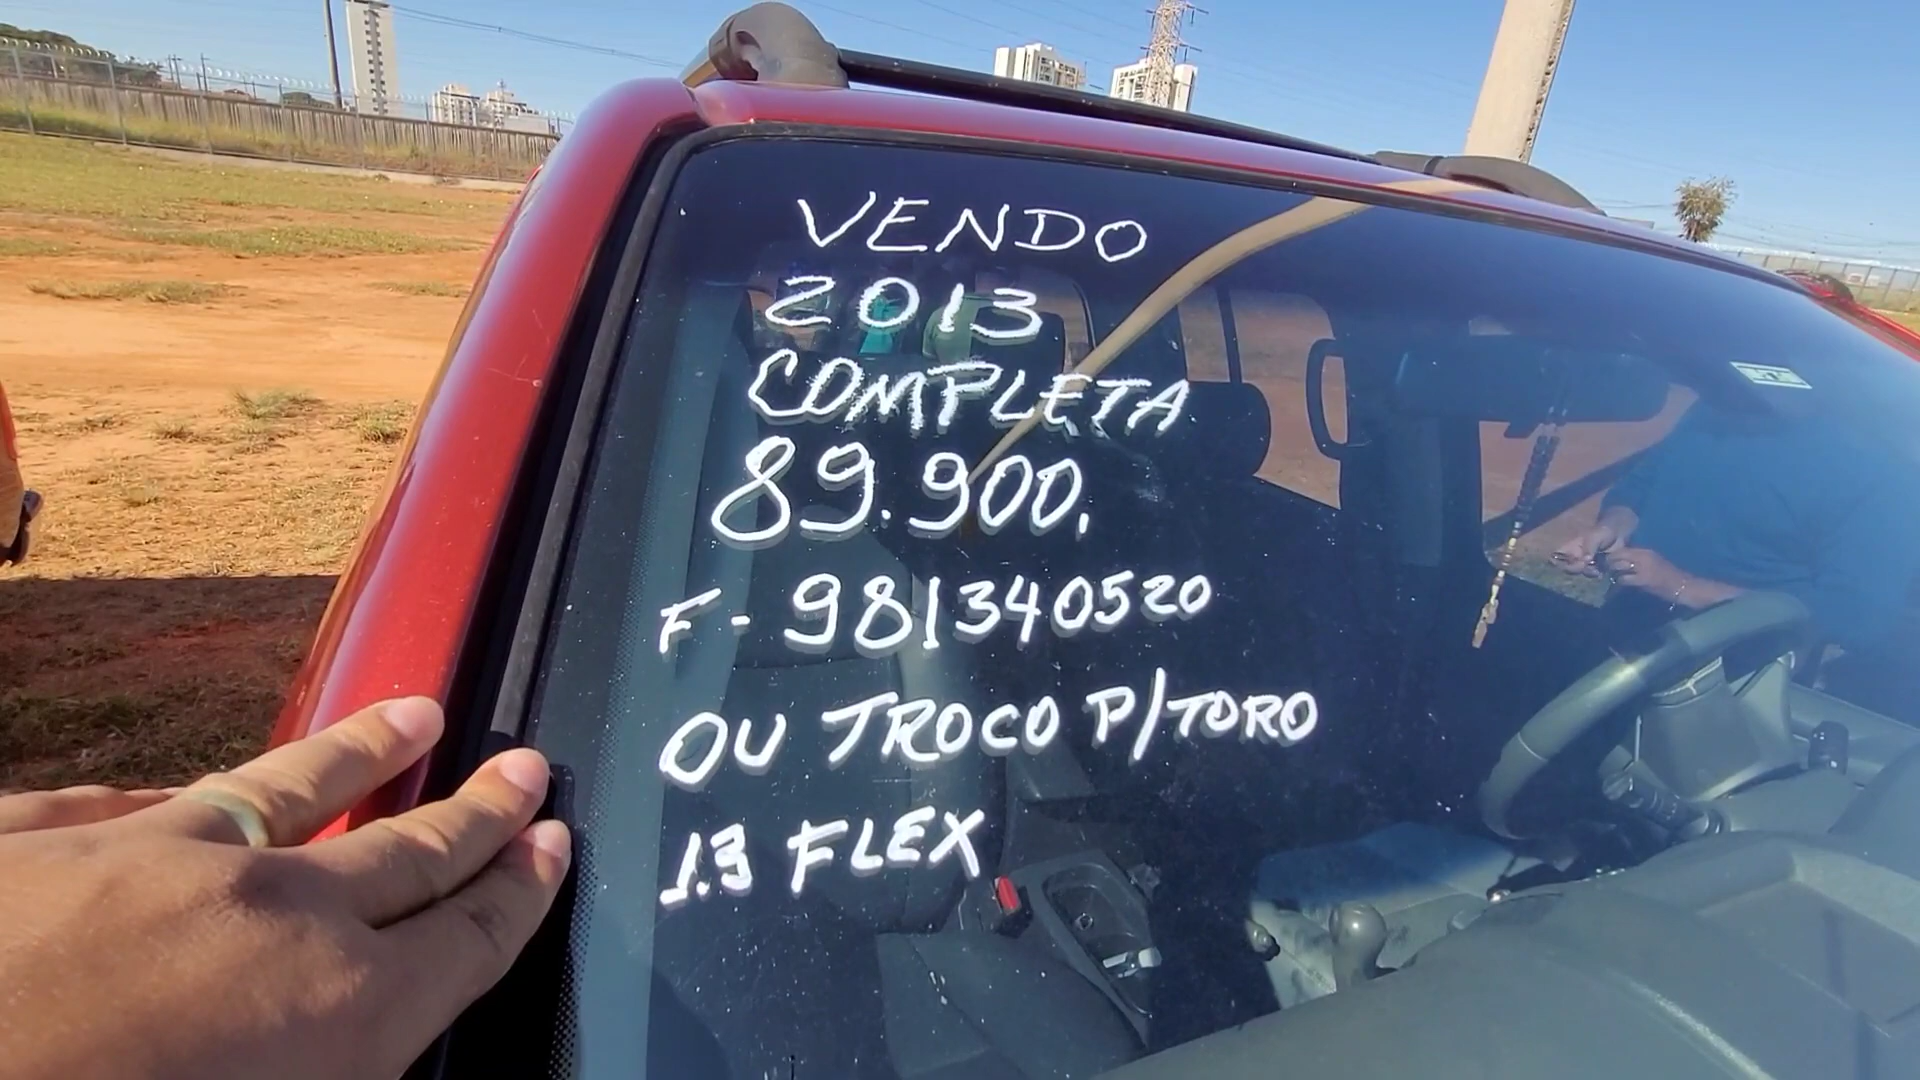 VENDO
2013
COMPLETA
89.900,
F-981340520
OU TROCO P/TORO
1.3 FLEX